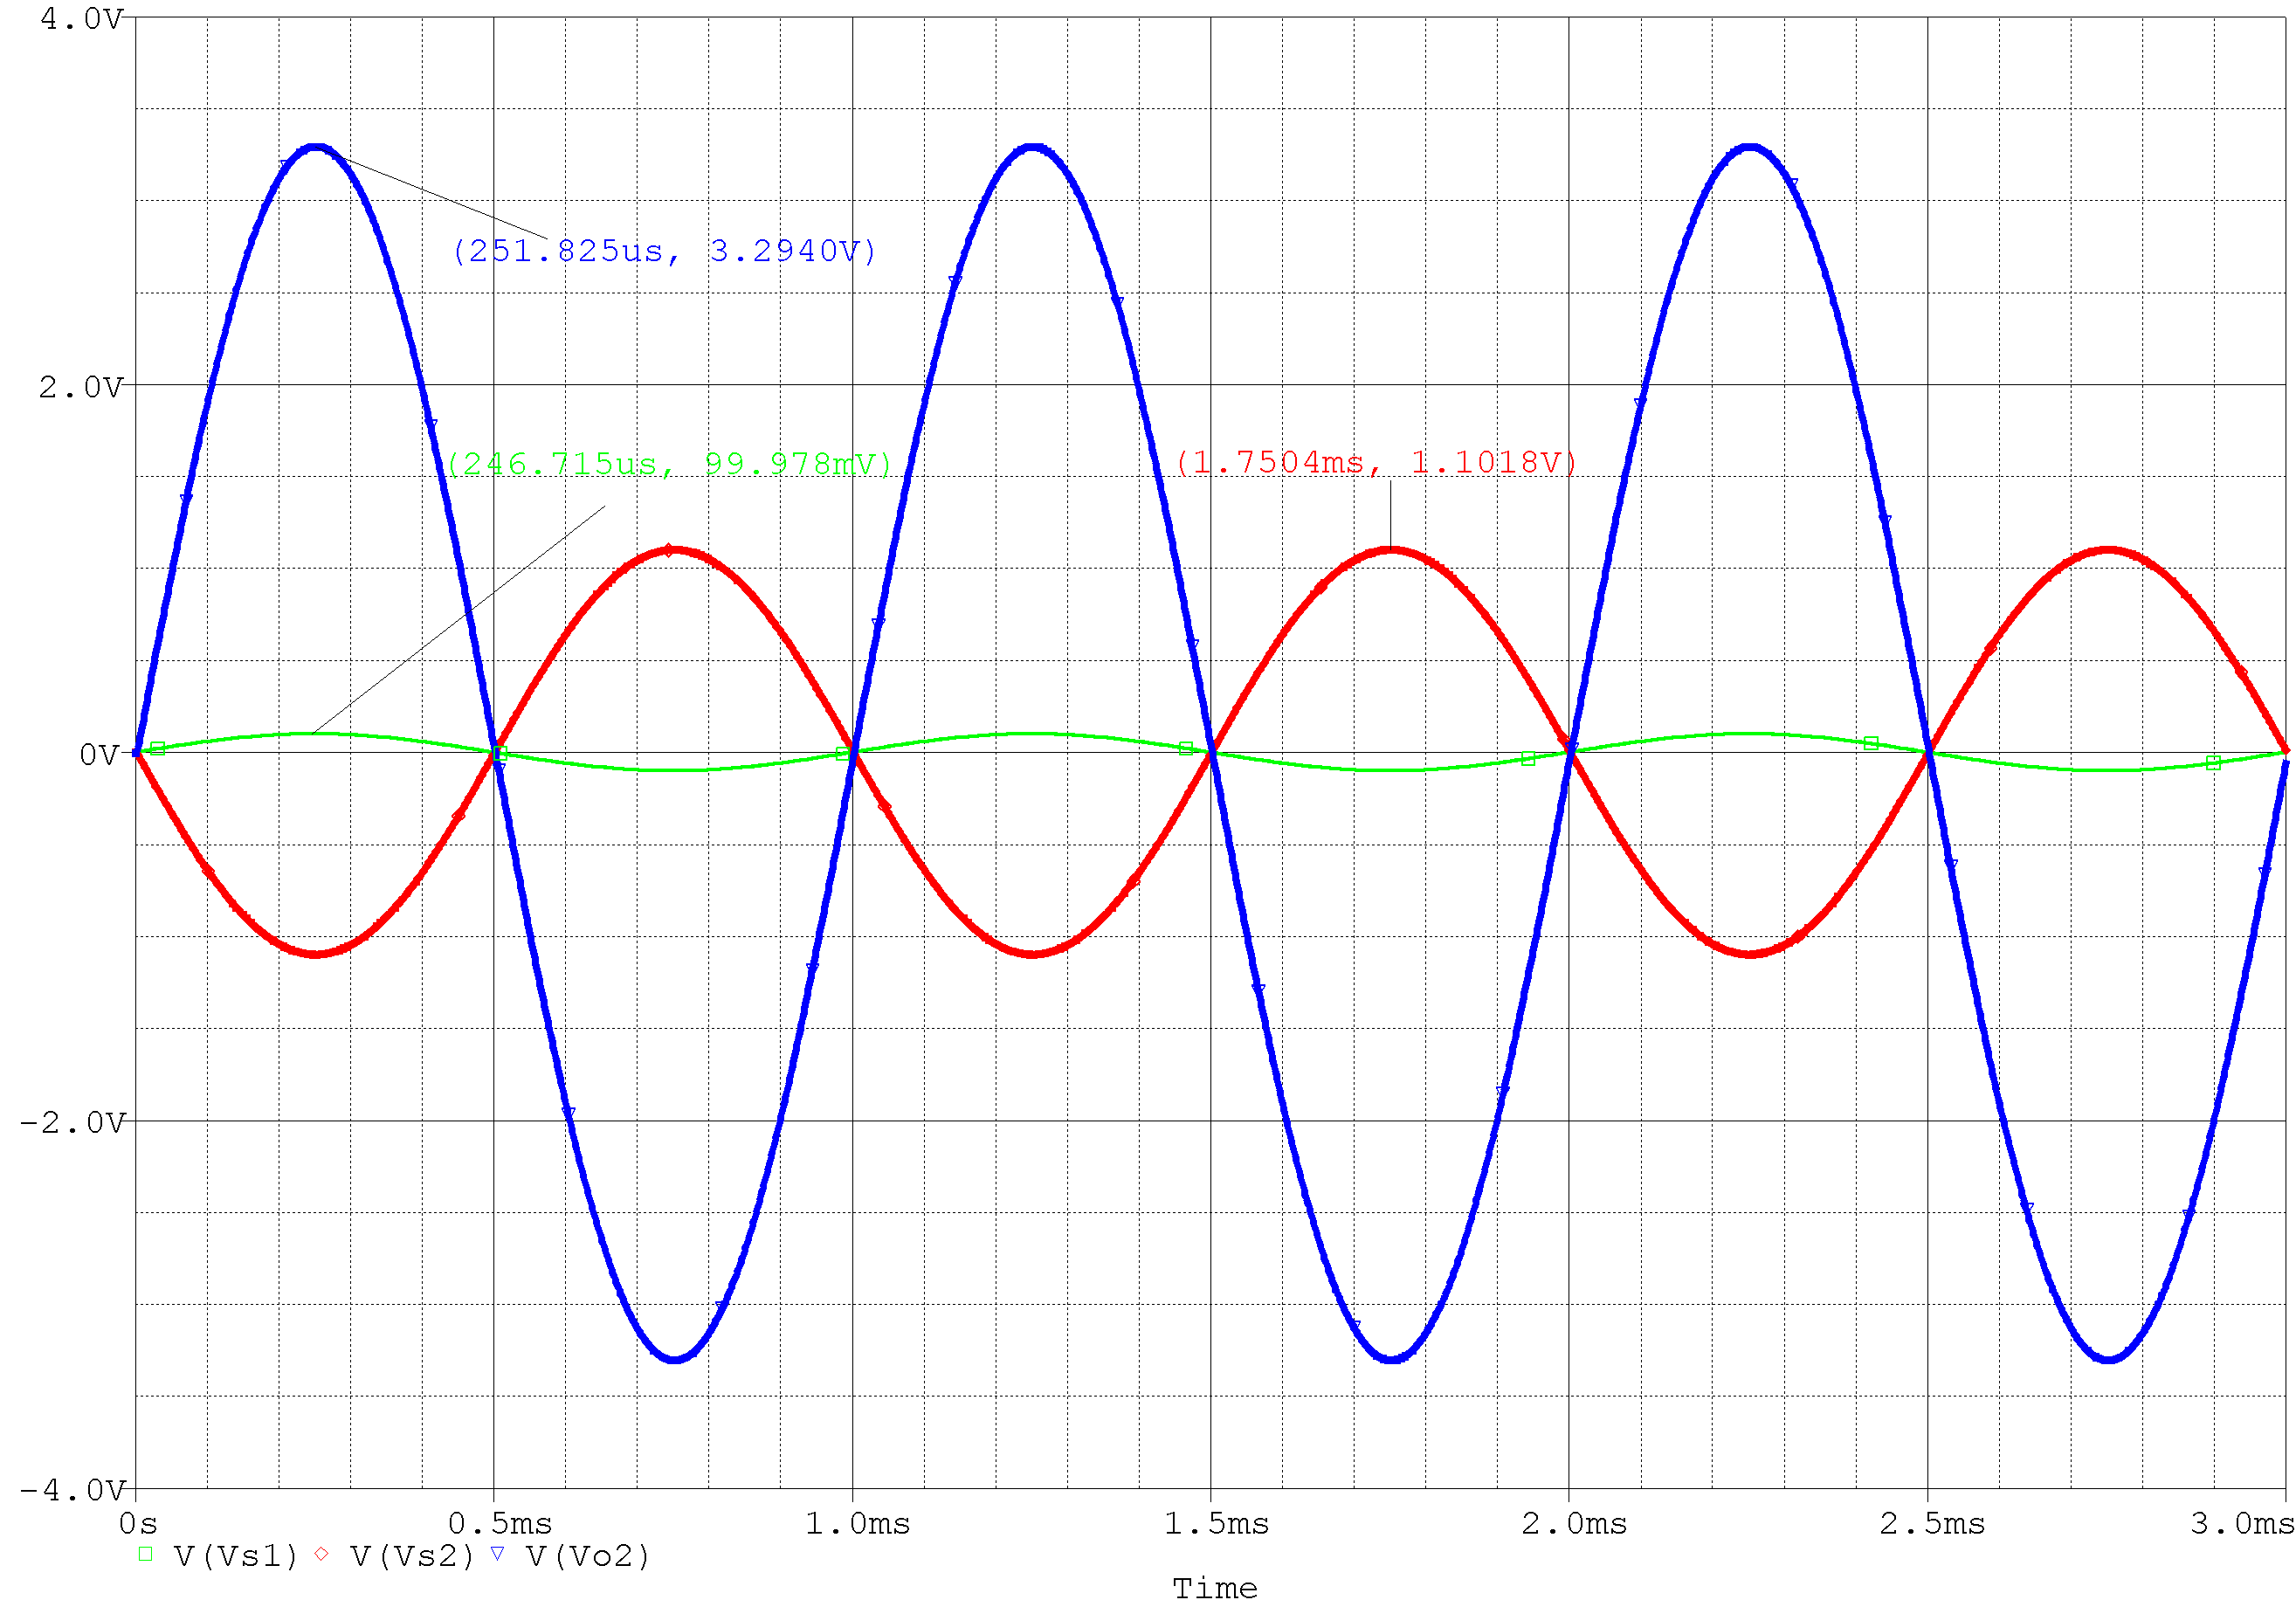 4.0V
(251.825us, 3.2940V)
2.0V
(246.715us, 99.978mV)
(1.7504ms, 1.1018V)
0V
-2.0V
-4.0V
0s 0.5ms 1.0ms 1.5ms 2.0ms 2.5ms 3.0ms
V(Vs1) V(Vs2) V(Vo2)
Time